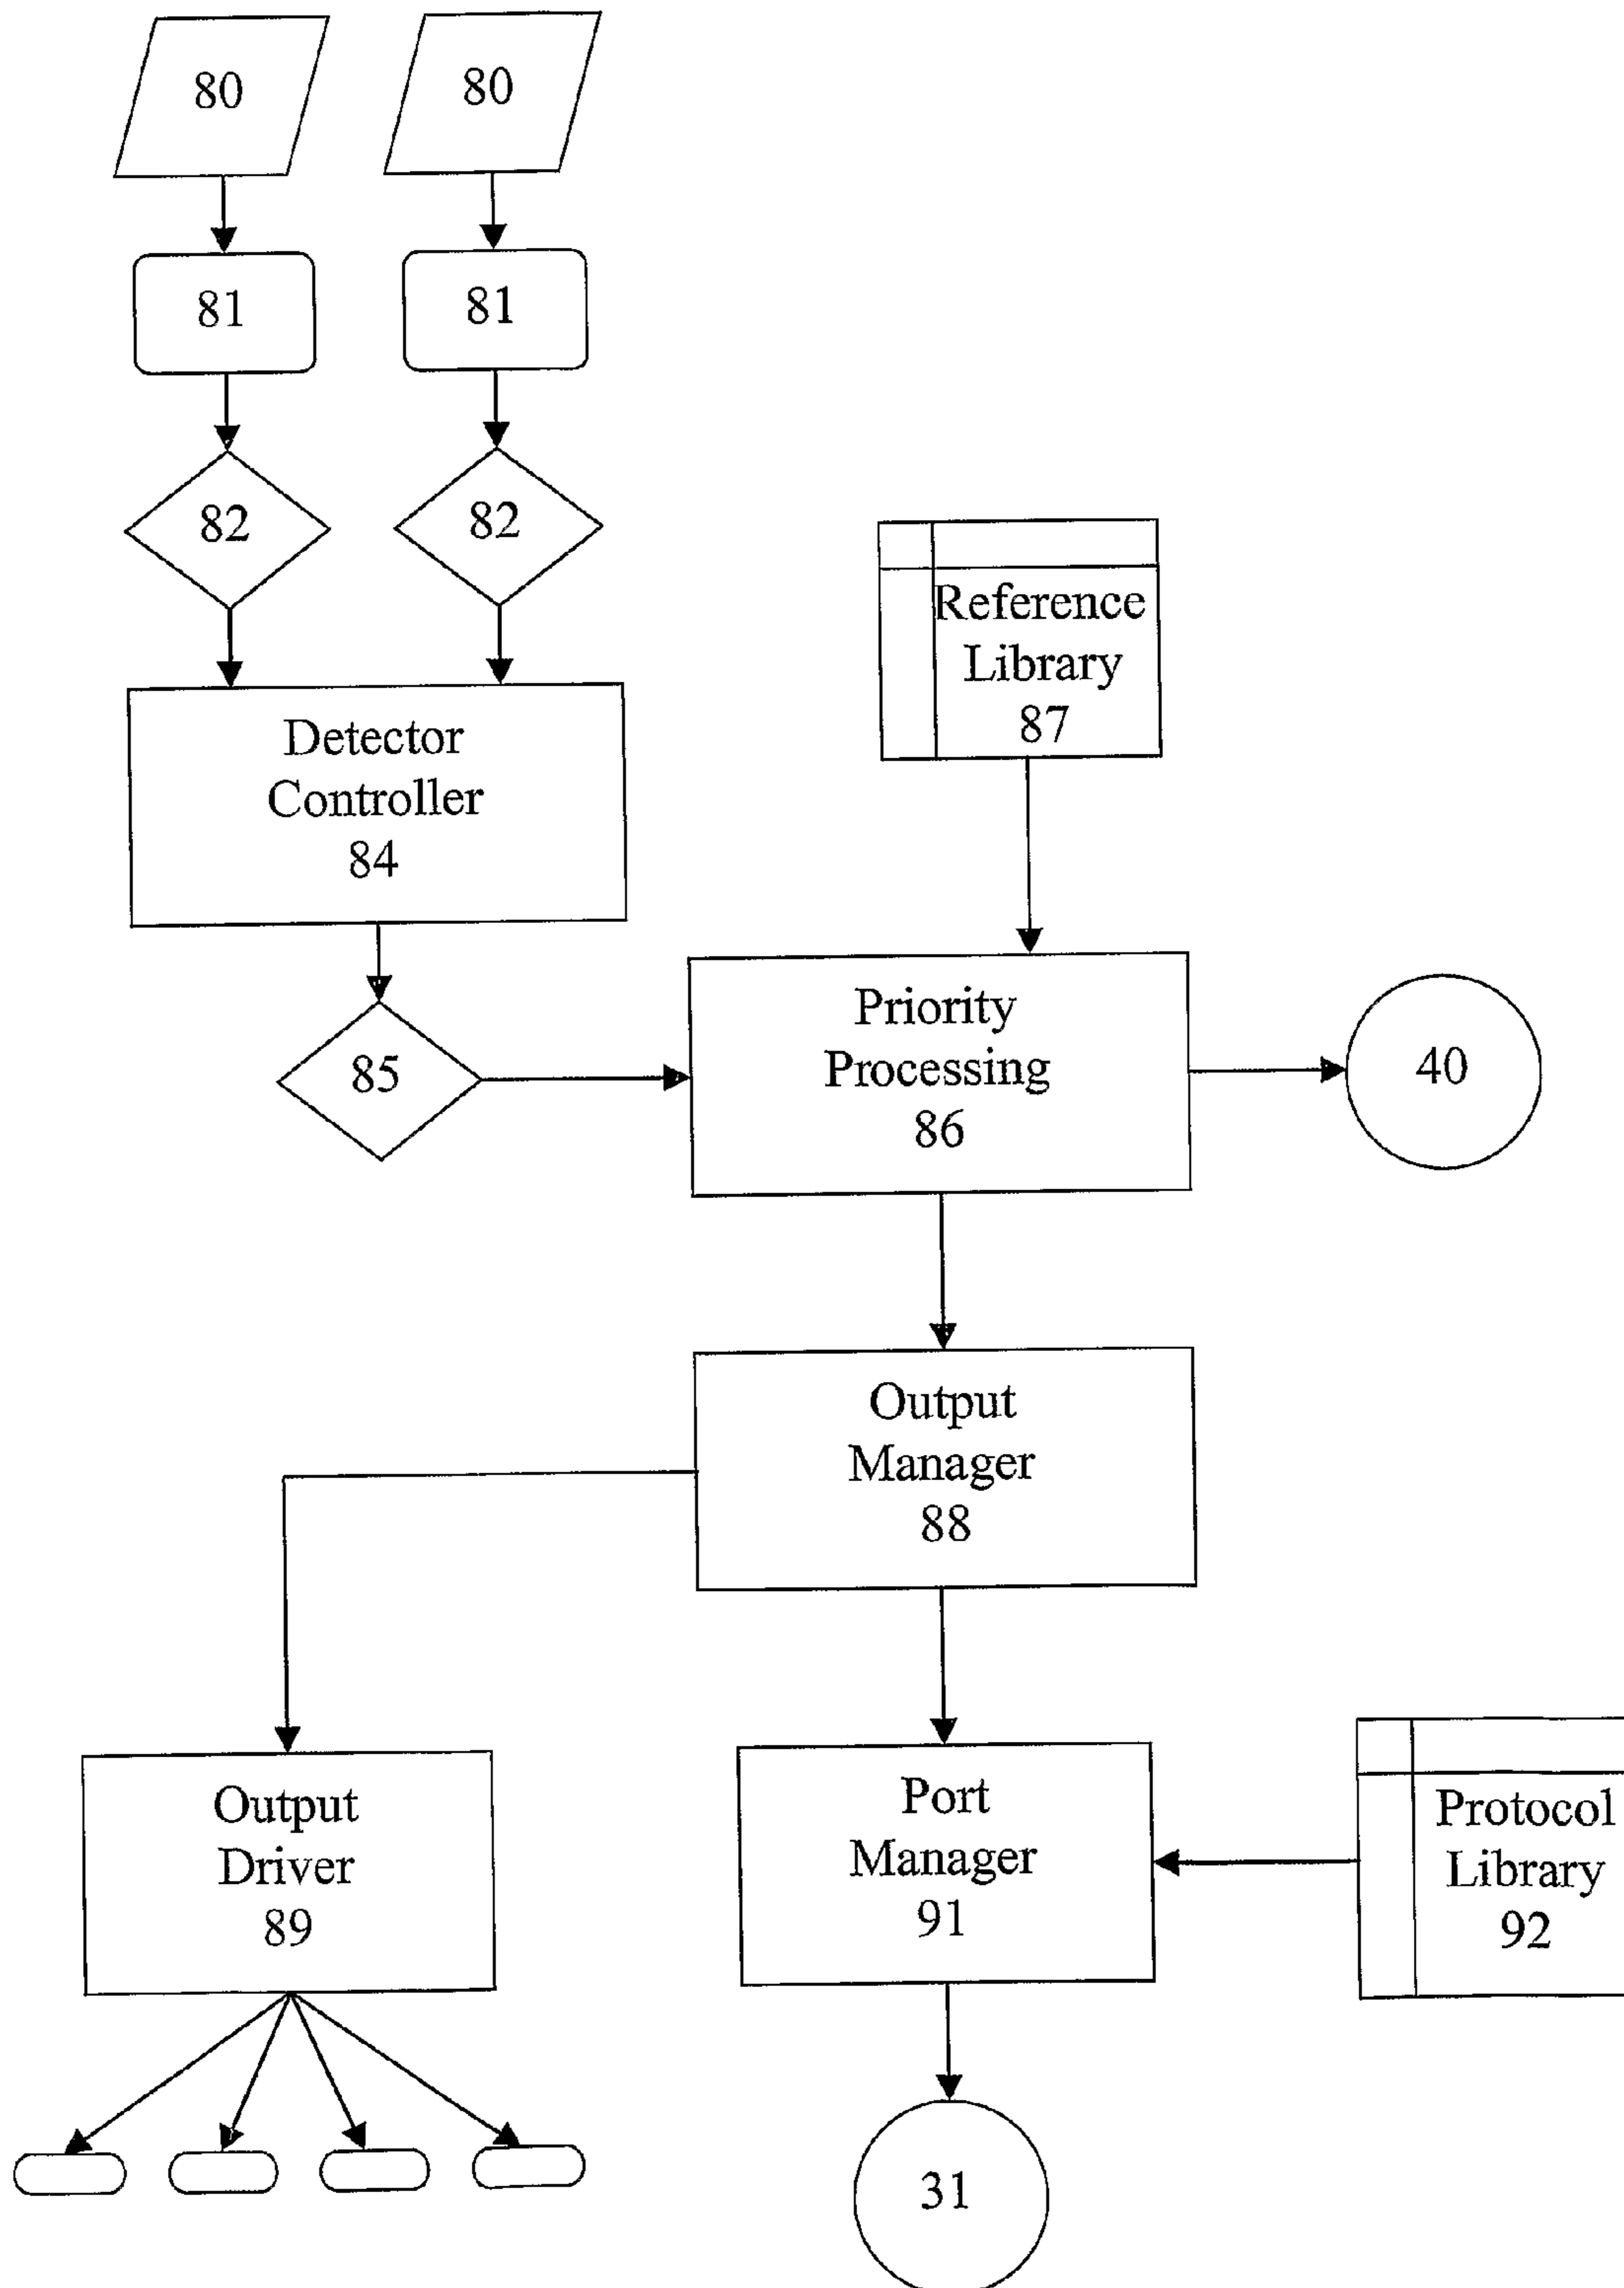 80
80
81
81
82
82
Reference
Library
87
Detector
Controller
84
Priority
Processing
86
85
40
Output
Manager
88
Output
Driver
89
Port
Manager
91
Protocol
Library
92
31